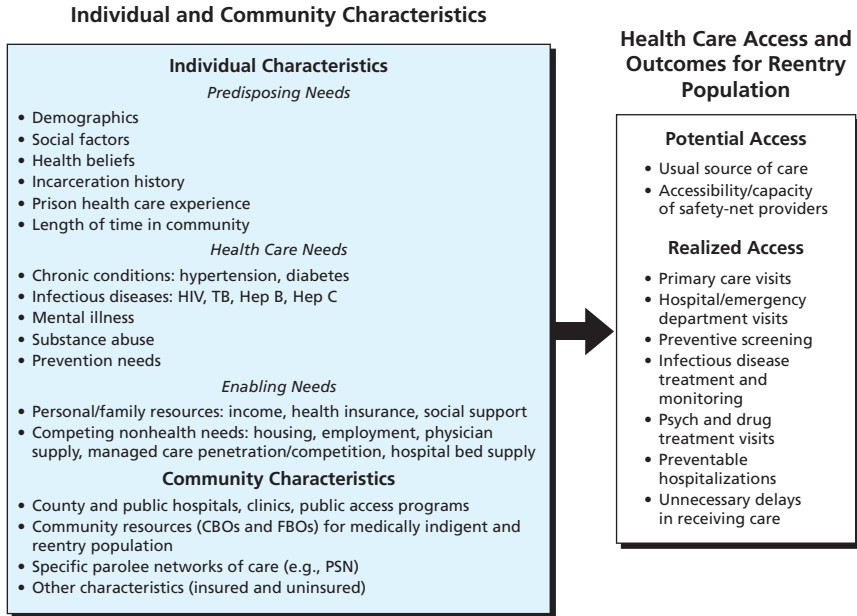 Individual and Community Characteristics
Individual Characteristics
Predisposing Needs
• Demographics
• Social factors
• Health beliefs
• Incarceration history
• Prison health care experience
• Length of time in community
Health Care Needs
• Chronic conditions: hypertension, diabetes
• Infectious diseases: HIV, TB, Hep B, Hep C
• Mental illness
• Substance abuse
• Prevention needs
Enabling Needs
• Personal/family resources: income, health insurance, social support
• Competing nonhealth needs: housing, employment, physician
supply, managed care penetration/competition, hospital bed supply
Community Characteristics
• County and public hospitals, clinics, public access programs
• Community resources (CBOs and FBOs) for medically indigent and
reentry population
• Specific parolee networks of care (e.g., PSN)
• Other characteristics (insured and uninsured)
Health Care Access and
Outcomes for Reentry
Population
Potential Access
• Usual source of care
• Accessibility/capacity
of safety-net providers
Realized Access
• Primary care visits
• Hospital/emergency
department visits
• Preventive screening
• Infectious disease
treatment and
monitoring
• Psych and drug
treatment visits
• Preventable
hospitalizations
• Unnecessary delays
in receiving care